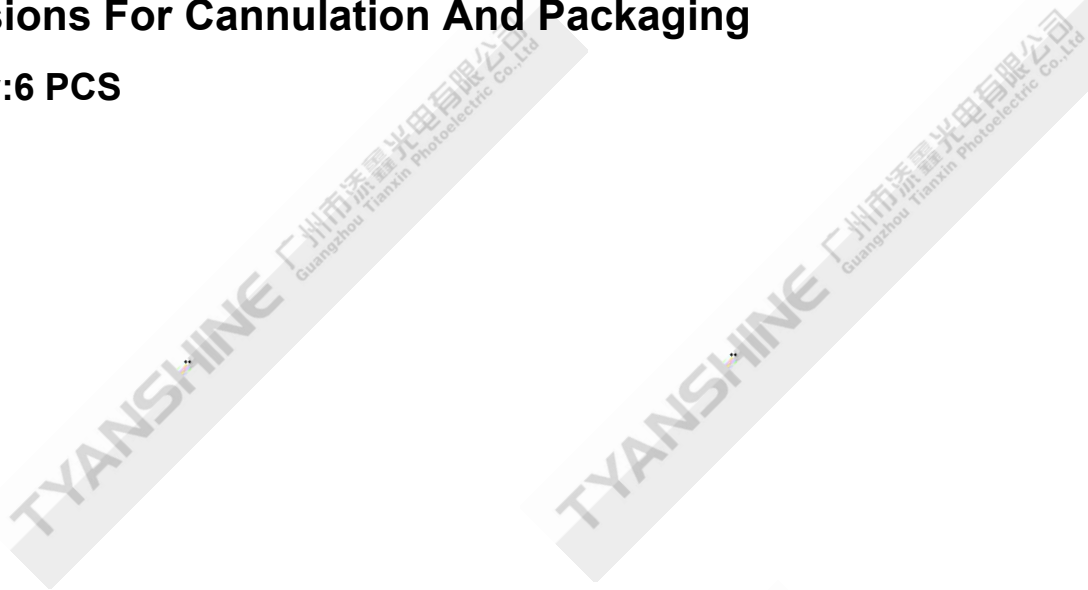 sions For Cannulation And Packaging
:6 PCS
TYANSHINE 广州市添鑫光电有限公司
Guangzhou Tianxin Photoelectric Co.,Ltd
TYANSHINE 广州市添鑫光电有限公司
Guangzhou Tianxin Photoelectric Co.,Ltd